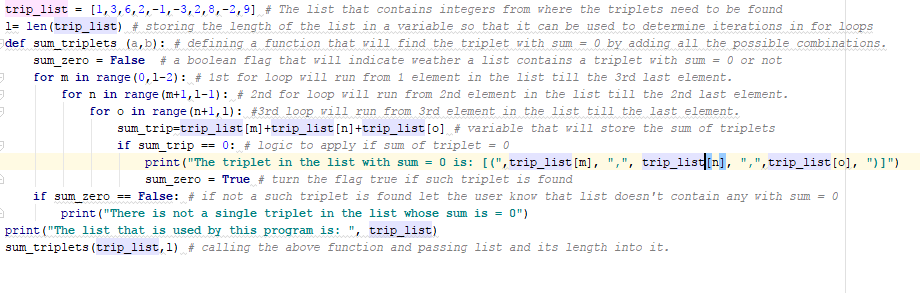 trip_list = [1,3,6,2,-1,-3,2,8,-2,9] # The list that contains integers from where the triplets need to be found
l= len(trip_list) # storing the length of the list in a variable so that it can be used to determine iterations in for loops
def sum_triplets (a,b): # defining a function that will find the triplet with sum = 0 by adding all the possible combinations.
    sum_zero = False  # a boolean flag that will indicate weather a list contains a triplet with sum = 0 or not
    for m in range(0,l-2): # 1st for loop will run from 1 element in the list till the 3rd last element.
        for n in range(m+1,l-1): # 2nd for loop will run from 2nd element in the list till the 2nd last element.
            for o in range(n+1,l): #3rd loop will run from 3rd element in the list till the last element.
                sum_trip=trip_list[m]+trip_list[n]+trip_list[o] # variable that will store the sum of triplets
                if sum_trip == 0: # logic to apply if sum of triplet = 0
                    print("The triplet in the list with sum = 0 is: [(",trip_list[m], ",", trip_list[n], ",",trip_list[o], ")]")
                    sum_zero = True # turn the flag true if such triplet is found
    if sum_zero == False: # if not a such triplet is found let the user know that list doesn't contain any with sum = 0
        print("There is not a single triplet in the list whose sum is = 0")
print("The list that is used by this program is: ", trip_list)
sum_triplets(trip_list,l) # calling the above function and passing list and its length into it.